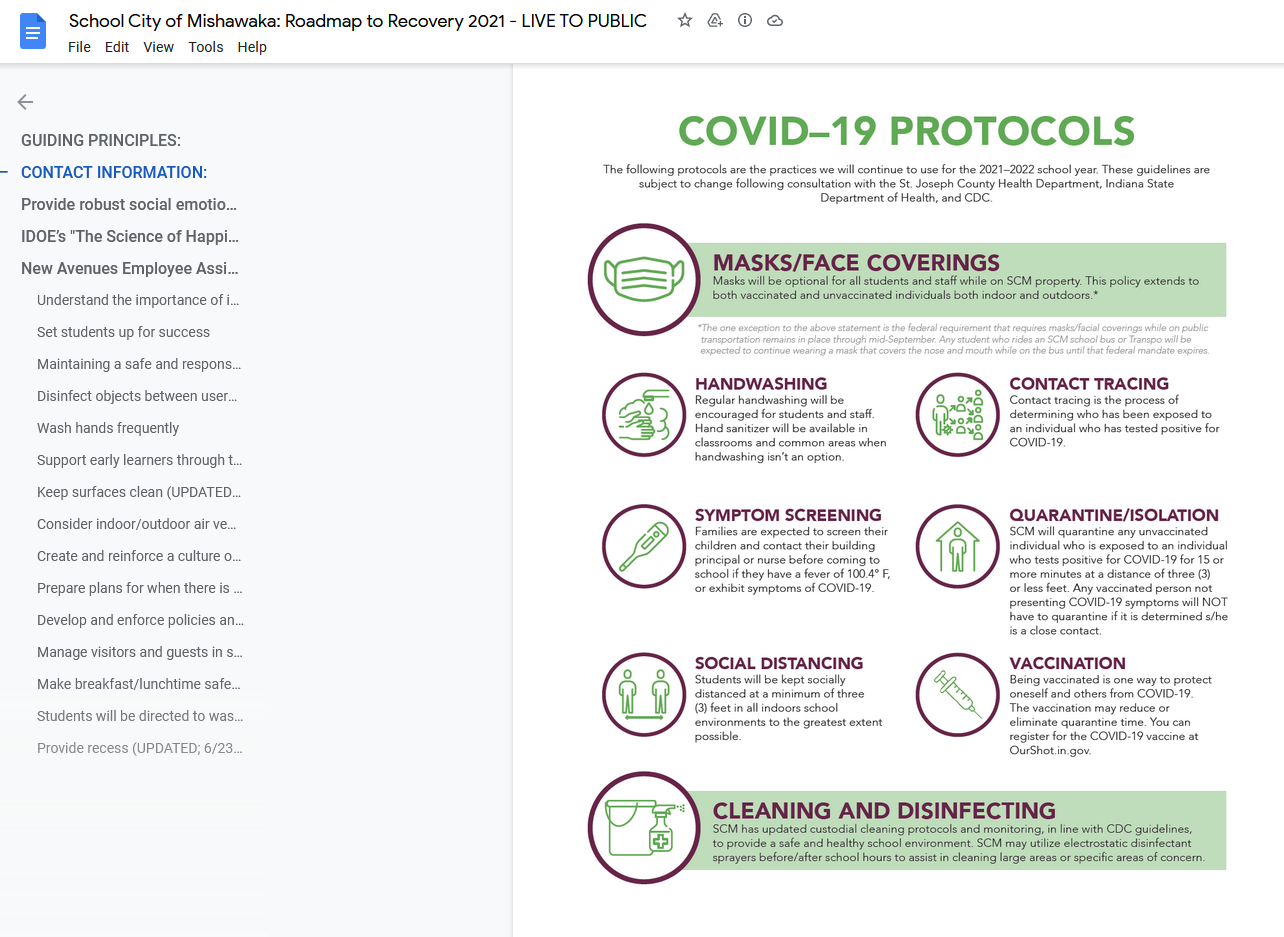 School City of Mishawaka: Roadmap to Recovery 2021 - LIVE TO PUBLIC
File Edit View Tools Help
GUIDING PRINCIPLES:
CONTACT INFORMATION:
Provide robust social emotio...
IDOE's "The Science of Happi...
New Avenues Employee Assi...
Understand the importance of i...
Set students up for success
Maintaining a safe and respons...
Disinfect objects between user...
Wash hands frequently
Support early learners through t...
Keep surfaces clean (UPDATED...
Consider indoor/outdoor air ve...
Create and reinforce a culture o...
Prepare plans for when there is ...
Develop and enforce policies an...
Manage visitors and guests in s...
Make breakfast/lunchtime safe...
Students will be directed to was...
Provide recess (UPDATED; 6/23...
COVID–19 PROTOCOLS
The following protocols are the practices we will continue to use for the 2021–2022 school year. These guidelines are
subject to change following consultation with the St. Joseph County Health Department, Indiana State
Department of Health, and CDC.
MASKS/FACE COVERINGS
Masks will be optional for all students and staff while on SCM property. This policy extends to
both vaccinated and unvaccinated individuals both indoor and outdoors.*
*The one exception to the above statement is the federal requirement that requires masks/facial coverings while on public
transportation remains in place through mid-September. Any student who rides an SCM school bus or Transpo will be
expected to continue wearing a mask that covers the nose and mouth while on the bus until that federal mandate expires.
HANDWASHING
Regular handwashing will be
encouraged for students and staff.
Hand sanitizer will be available in
classrooms and common areas when
handwashing isn't an option.
CONTACT TRACING
Contact tracing is the process of
determining who has been exposed to
an individual who has tested positive for
COVID-19.
SYMPTOM SCREENING
Families are expected to screen their
children and contact their building
principal or nurse before coming to
school if they have a fever of 100.4° F,
or exhibit symptoms of COVID-19.
QUARANTINE/ISOLATION
SCM will quarantine any unvaccinated
individual who is exposed to an individual
who tests positive for COVID-19 for 15 or
more minutes at a distance of three (3)
or less feet. Any vaccinated person not
presenting COVID-19 symptoms will NOT
have to quarantine if it is determined s/he
is a close contact.
SOCIAL DISTANCING
Students will be kept socially
distanced at a minimum of three
(3) feet in all indoors school
environments to the greatest extent
possible.
VACCINATION
Being vaccinated is one way to protect
oneself and others from COVID-19.
The vaccination may reduce or
eliminate quarantine time. You can
register for the COVID-19 vaccine at
OurShot.in.gov.
CLEANING AND DISINFECTING
SCM has updated custodial cleaning protocols and monitoring, in line with CDC guidelines,
to provide a safe and healthy school environment. SCM may utilize electrostatic disinfectant
sprayers before/after school hours to assist in cleaning large areas or specific areas of concern.